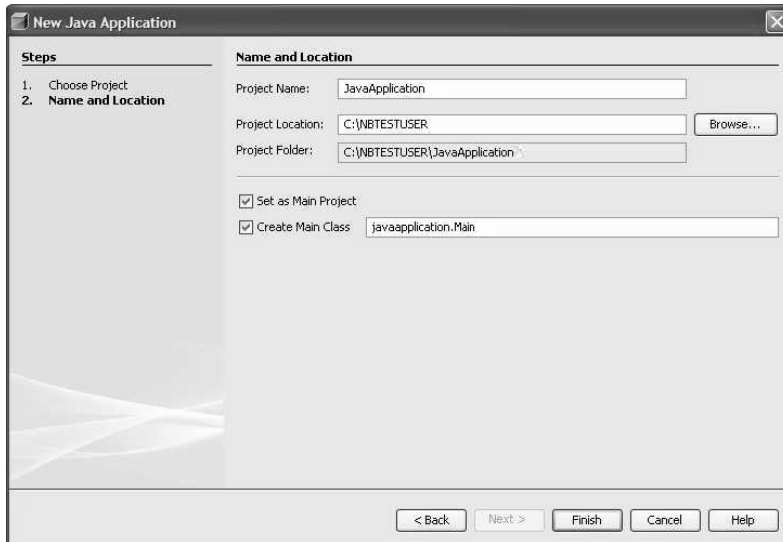 New Java Application
Steps
1. Choose Project
2. Name and Location
Name and Location
Project Name: JavaApplication
Project Location: C:\NBTESTUSER Browse...
Project Folder: C:\NBTESTUSER\JavaApplication
Set as Main Project
Create Main Class javaapplication.Main
< Back Next > Finish Cancel Help